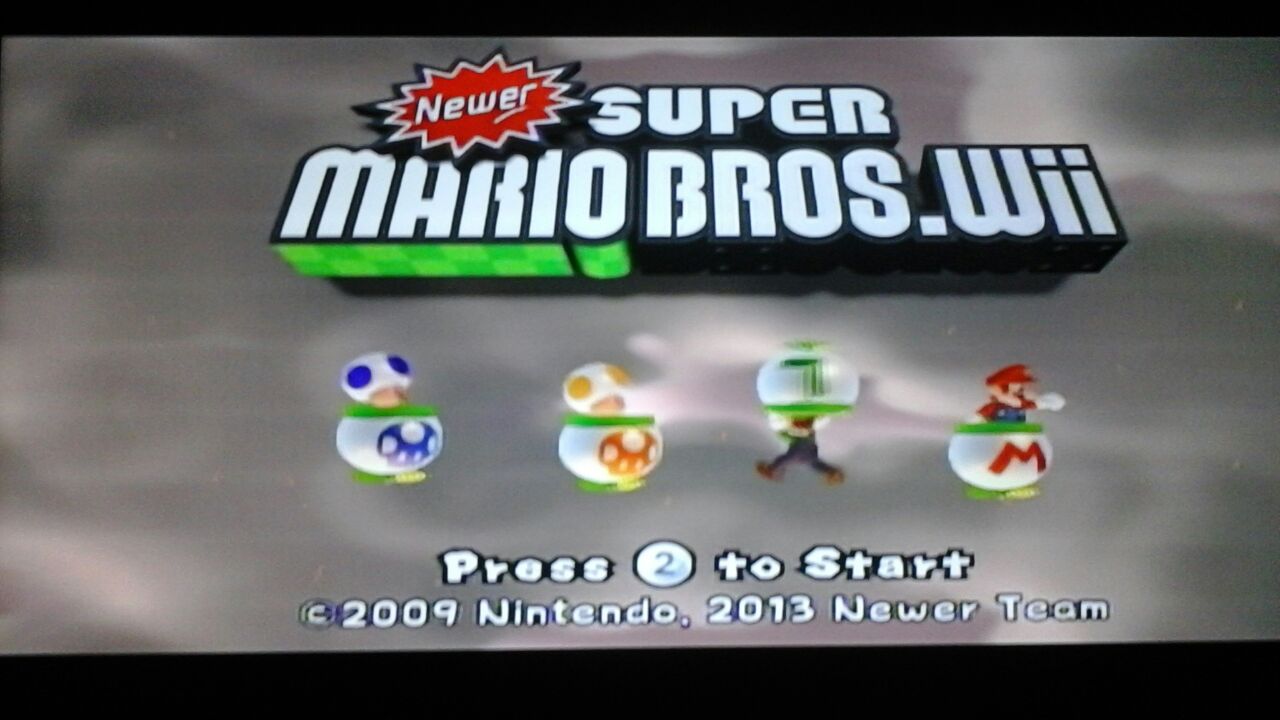 Newer
SUPER
MARIO BROS.Wii
L
M
Press 2 to Start
©2009 Nintendo, 2013 Newer Team